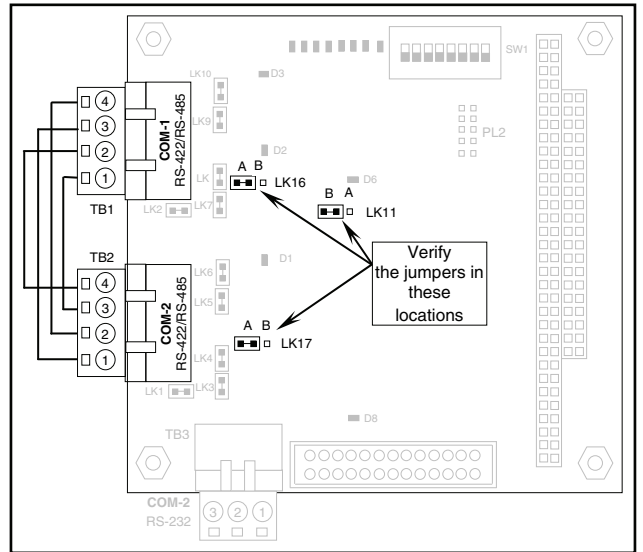 SW1
LK10
D3
4
3
2
1
TB1
COM-1
RS-422/RS-485
LK9
PL2
D2
A B
LK
LK16
D6
LK2
LK7
B A
LK11
TB2
4
3
2
1
COM-2
RS-422/RS-485
D1
LK6
LK5
Verify
the jumpers in
these
locations
A B
LK17
LK4
LK1
LK3
D8
TB3
COM-2
RS-232
3 2 1